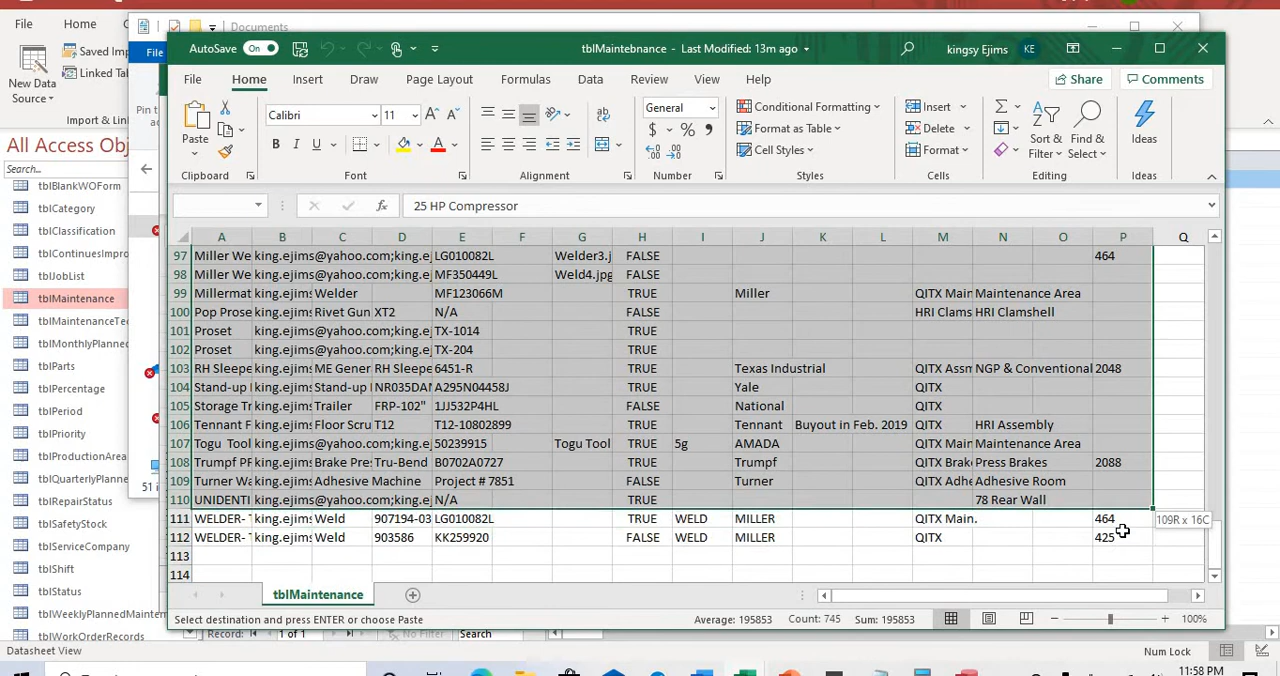 File
Home
Documents
New Data
Source
Saved Im
Linked Ta
Import & Lin
File
Pin t
ac
AutoSave On
tblMaintebnance - Last Modified: 13m ago
kingsy Ejims KE
File Home Insert Draw Page Layout Formulas Data Review View Help Share Comments
Paste
Clipboard
Calibri 11
B I U
Font
Alignment
General
$ % 9
Number
Conditional Formatting
Format as Table
Cell Styles
Styles
Insert
Delete
Format
Cells
Sort & Filter
Find & Select
Editing
Ideas
Ideas
All Access Obj
Search...
25 HP Compressor
tblBlankWOForm
tblCategory
tblClassification
tblContinuesImpro
tblJobList
tblMaintenance
tblMaintenanceTec
tblMonthlyPlanned
tblParts
tblPercentage
tblPeriod
tblPriority
tblProductionArea
tblQuarterlyPlanne
tblRepairStatus
tblSafetyStock
tblServiceCompany
tblShift
tblStatus
tblWeeklyPlannedMainten
tblWorkOrderRecords
51 i
A B C D E F G H I J K L M N O P Q
97 Miller We king.ejims@yahoo.com;king.e LG010082L Welder3.j FALSE 464
98 Miller We king.ejims@yahoo.com;king.e MF350449L Weld4.jpg FALSE
99 Millermat king.ejims Welder MF123066M TRUE Miller QITX Main Maintenance Area
100 Pop Prose king.ejims Rivet Gun XT2 N/A FALSE HRI Clams HRI Clamshell
101 Proset king.ejims@yahoo.com;king.e TX-1014 TRUE
102 Proset king.ejims@yahoo.com;king.e TX-204 TRUE
103 RH Sleepe king.ejims ME Gener RH Sleepe 6451-R TRUE Texas Industrial QITX Assm NGP & Conventional 2048
104 Stand-up king.ejims Stand-up NR035DAN A295N04458J TRUE Yale QITX
105 Storage Tr king.ejims Trailer FRP-102" 1JJ532P4HL FALSE National QITX
106 Tennant F king.ejims Floor Scru T12 T12-10802899 FALSE Tennant Buyout in Feb. 2019 QITX HRI Assembly
107 Togu Tool king.ejims@yahoo.com;king.e 50239915 Togu Tool TRUE 5g AMADA QITX Main Maintenance Area
108 Trumpf PF king.ejims Brake Pre Tru-Bend B0702A0727 TRUE Trumpf QITX Brak Press Brakes 2088
109 Turner Wa king.ejims Adhesive Machine Project # 7851 FALSE Turner QITX Adhe Adhesive Room
110 UNIDENTI king.ejims@yahoo.com;king.e N/A TRUE 78 Rear Wall
111 WELDER- king.ejims Weld 907194-03 LG010082L TRUE WELD MILLER QITX Main. 464
112 WELDER- king.ejims Weld 903586 KK259920 FALSE WELD MILLER QITX 425
113
114
109R x 16C
tblMaintenance
Select destination and press ENTER or choose Paste
Average: 195853 Count: 745 Sum: 195853
100%
Record: 1 of 1 No Filter Search
Datasheet View
Num Lock
11:58 PM